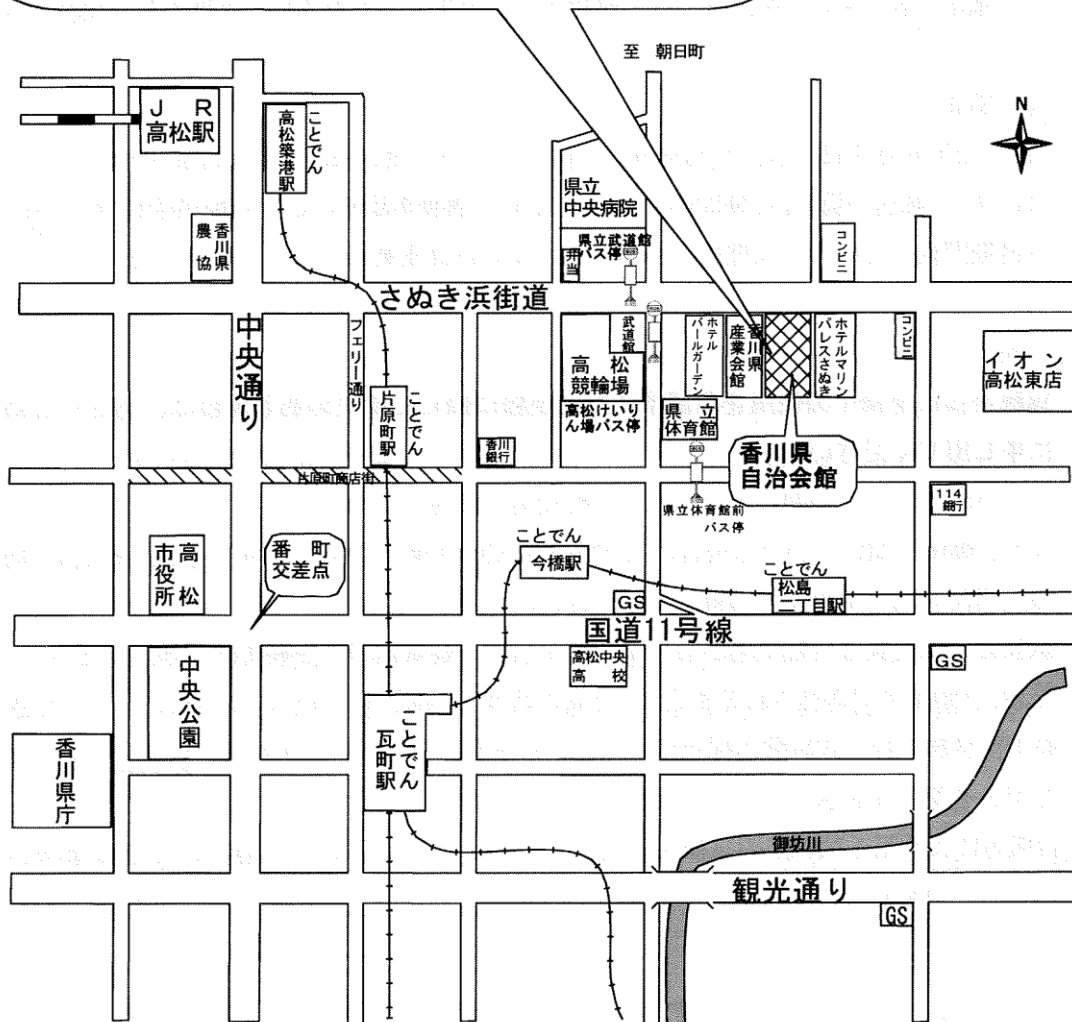 至 朝日町
N
J R
高松駅
高松築港駅
ことでん
県立
中央病院
県立武道館
バス停
弁当
香川県
農協
コンビニ
さぬき浜街道
中央通り
フェリー通り
片原町駅
ことでん
武道館
高松
競輪場
高松けいり
ん場バス停
ホテル
パールガーデン
香川県
産業会館
ホテルマリン
パレスさぬき
コンビニ
イオン
高松東店
県立
体育館
香川県
自治会館
香川
銀行
片原町商店街
県立体育館前
バス停
114
銀行
高松
市役所
番町
交差点
ことでん
今橋駅
ことでん
松島
二丁目駅
GS
国道11号線
高松中央
高校
GS
中央公園
ことでん
瓦町駅
香川県庁
御坊川
観光通り
GS